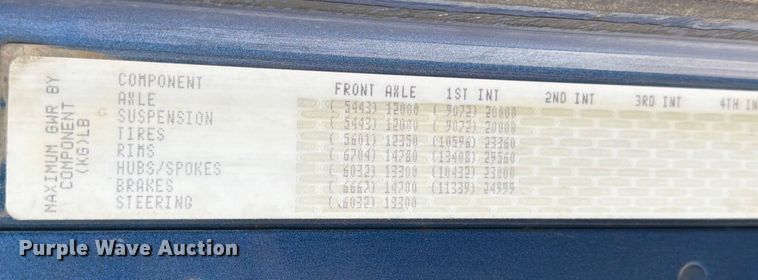 MAXIMUM GWR BY
COMPONENT
(KG)LB
COMPONENT FRONT AXLE 1ST INT 2ND INT 3RD INT 4TH IN
AXLE ( 5443) 12000 ( 9072) 20000
SUSPENSION ( 5443) 12000 ( 9072) 20000
TIRES ( 5601) 12350 (10596) 23360
RIMS ( 6704) 14780 (13408) 29560
HUBS/SPOKES ( 6032) 13300 (10432) 23000
BRAKES ( 6667) 14700 (11339) 24999
STEERING ( 6032) 13300
Purple Wave Auction